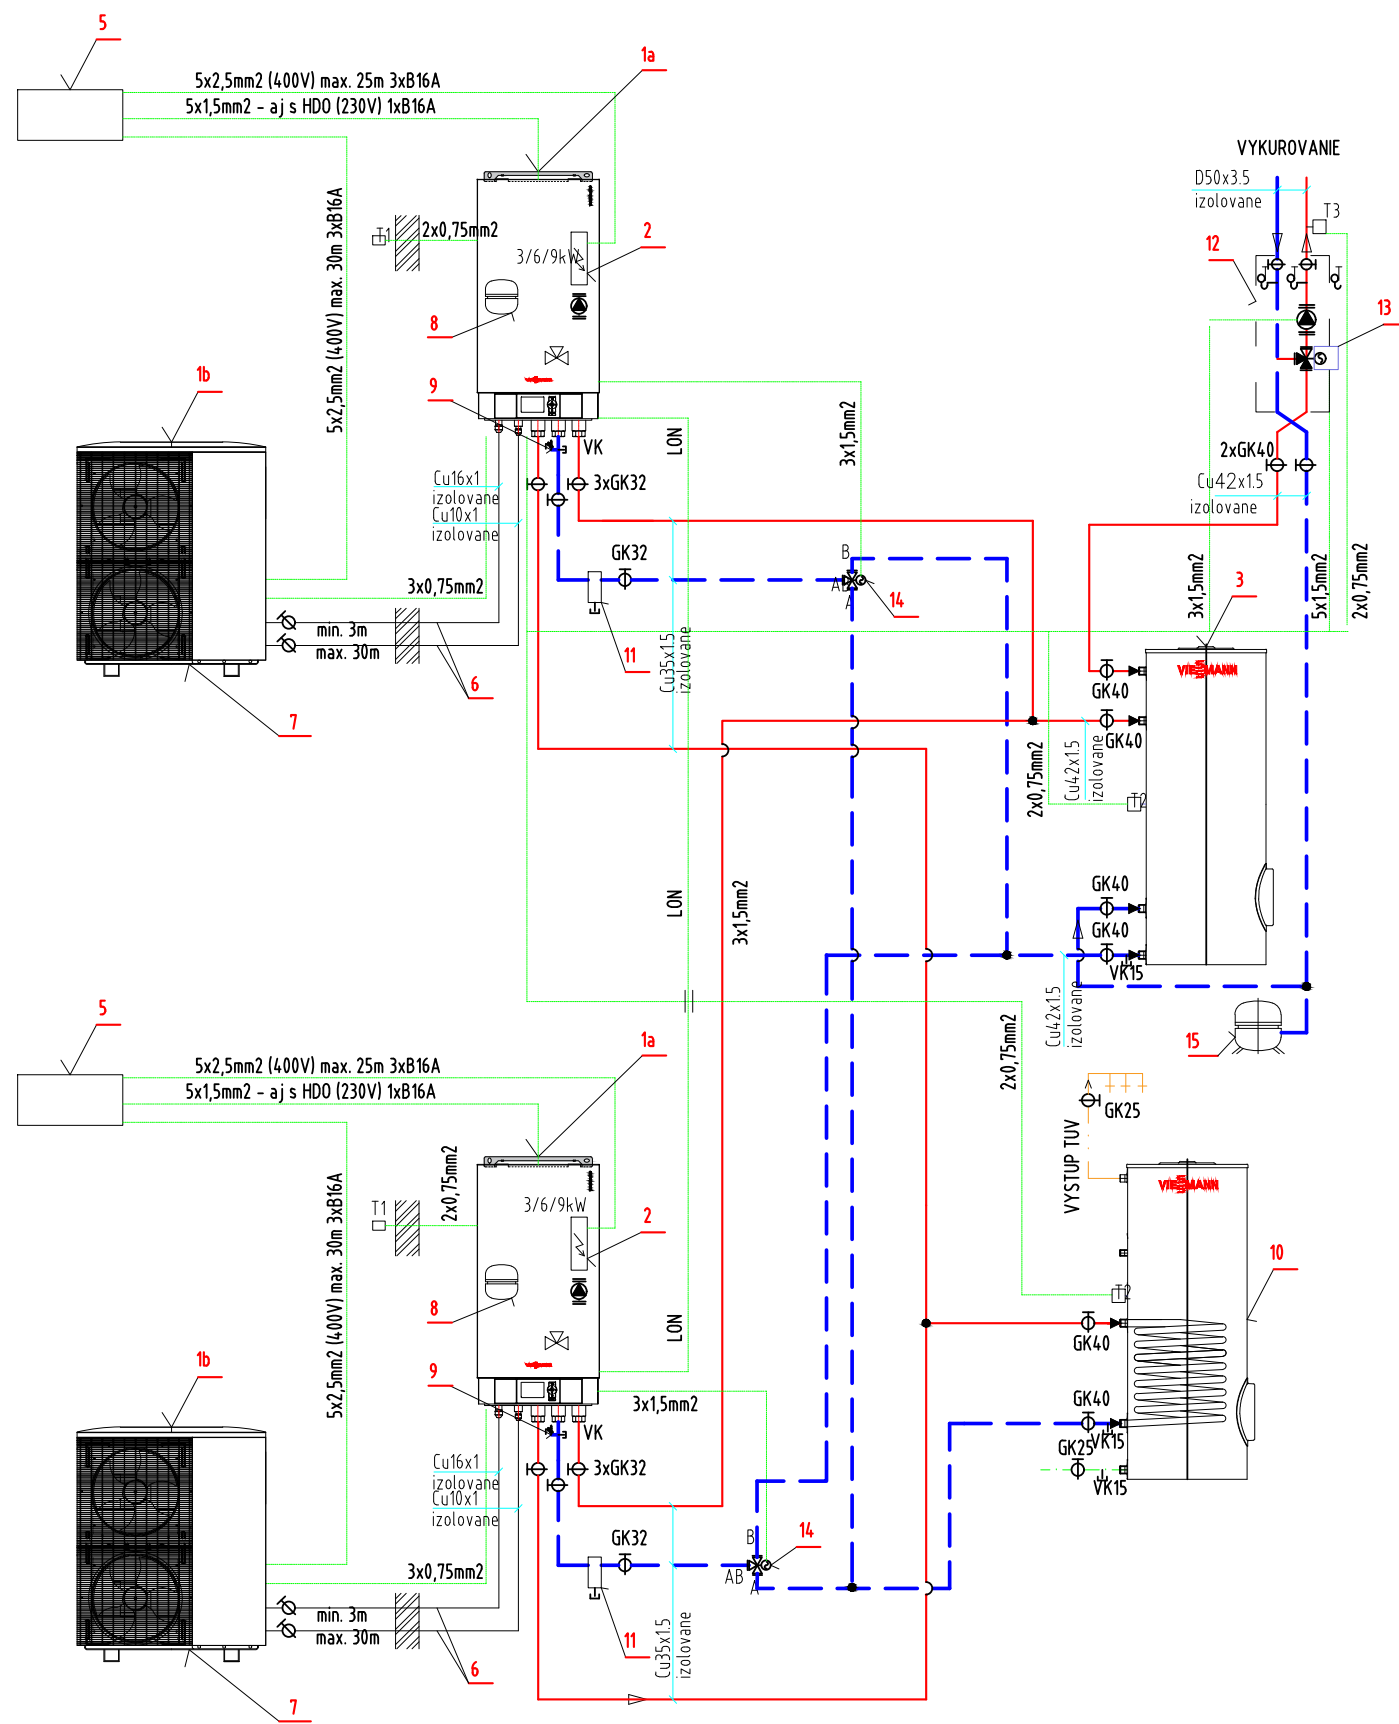 5
1a
5x2,5mm2 (400V) max. 25m 3xB16A
5x1,5mm2 - aj s HDO (230V) 1xB16A
VYKUROVANIE
D50x3.5
izolovane
T3
5x2,5mm2 (400V) max. 30m 3xB16A
T1
2x0,75mm2
2
12
3/6/9kW
13
8
1b
9
3x1,5mm2
LON
VK
2xGK40
Cu16x1
izolovane
3xGK32
Cu42x1.5
izolovane
Cu10x1
izolovane
GK32
B
AB
A
14
3x0,75mm2
3x1,5mm2
3
5x1,5mm2
2x0,75mm2
min. 3m
max. 30m
11
Cu35x1.5
izolovane
6
7
VIESMANN
GK40
GK40
2x0,75mm2
Cu42x1.5
izolovane
T2
GK40
LON
3x1,5mm2
GK40
VK15
Cu42x1.5
izolovane
5
1a
15
5x2,5mm2 (400V) max. 25m 3xB16A
5x1,5mm2 - aj s HDO (230V) 1xB16A
2x0,75mm2
GK25
VYSTUP TUV
5x2,5mm2 (400V) max. 30m 3xB16A
2x0,75mm2
T1
3/6/9kW
2
VIESMANN
10
T2
8
LON
GK40
1b
9
3x1,5mm2
GK40
VK
VK15
GK25
Cu16x1
izolovane
3xGK32
VK15
Cu10x1
izolovane
GK32
B
AB
A
14
3x0,75mm2
min. 3m
max. 30m
11
Cu35x1.5
izolovane
6
7